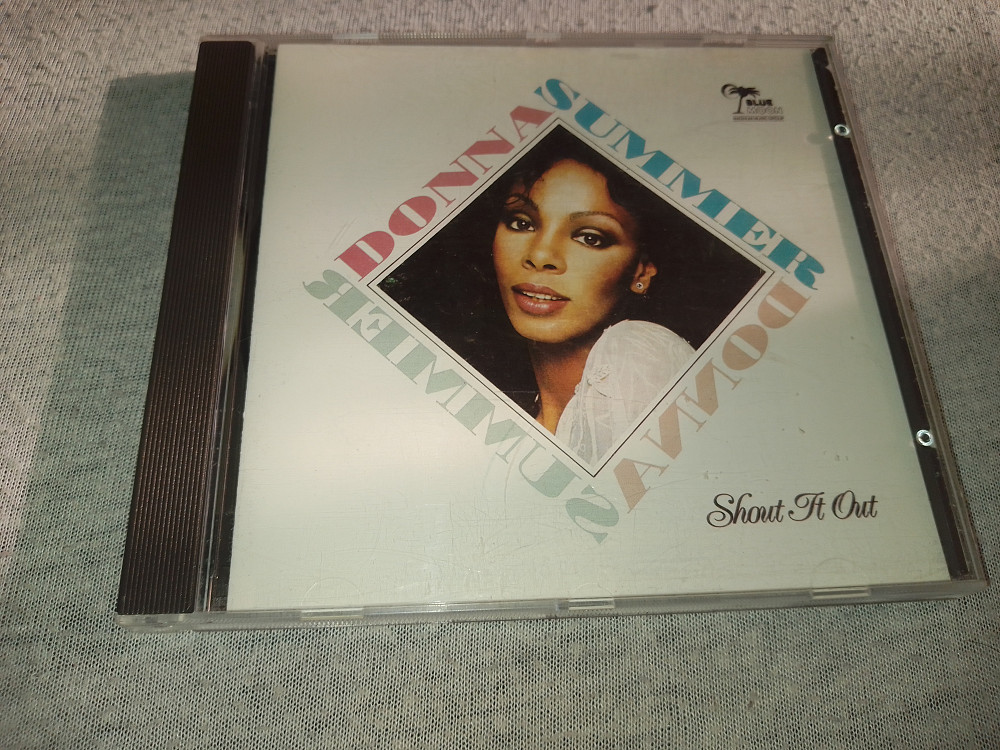 DONNA
SUMMER
DONNA
SUMMER
BLUE
Shout It Out